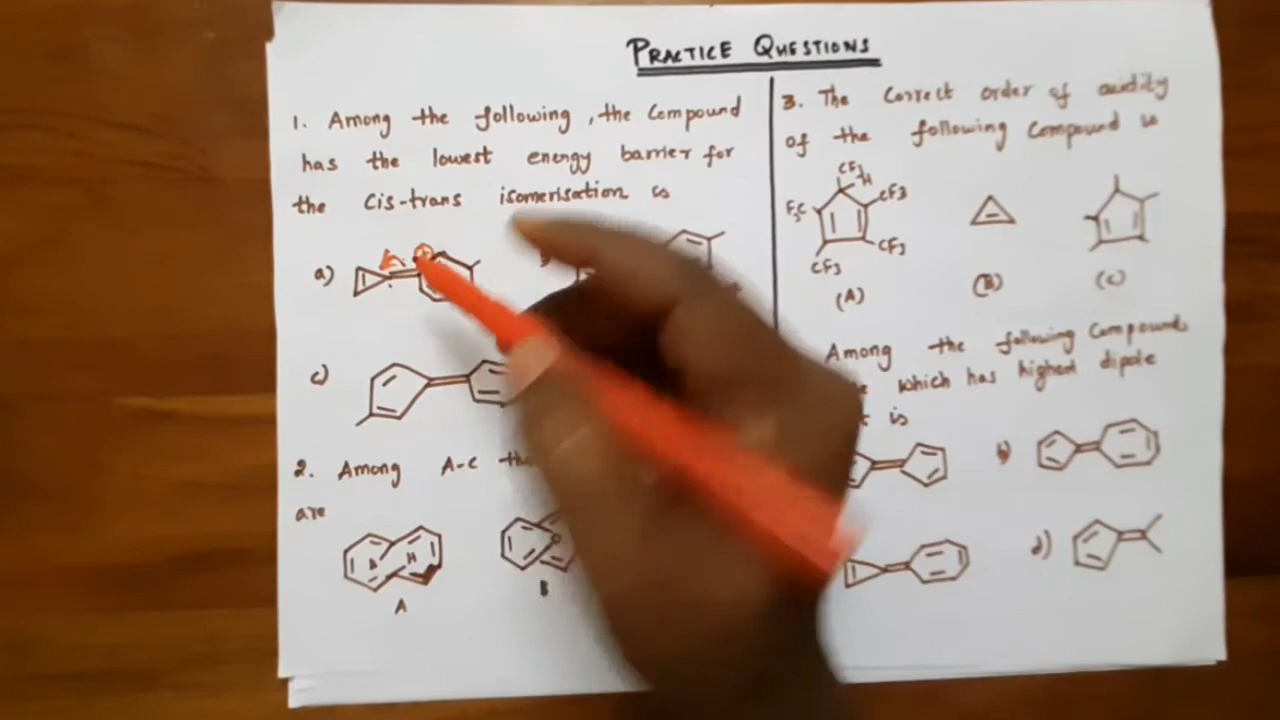 PRACTICE QUESTIONS
1. Among the following, the Compound
has the lowest energy barrier for
the Cis-trans isomerisation is
a)
c)
2. Among A-C the
are
A
H
A
B
3. The Correct order of acidity
of the following Compound is
CF3
H
F3C
CF3
CF3
CF3
(A)
(B)
(C)
Among the following Compounds
which has highest dipole
is
b)
d)